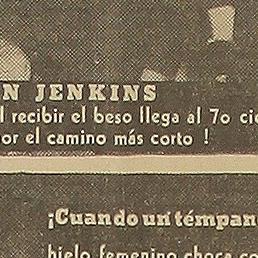 N JENKINS
l recibir el beso llega al 7o cie
or el camino más corto !
¡Cuando un témpan
hielo femenino choca co